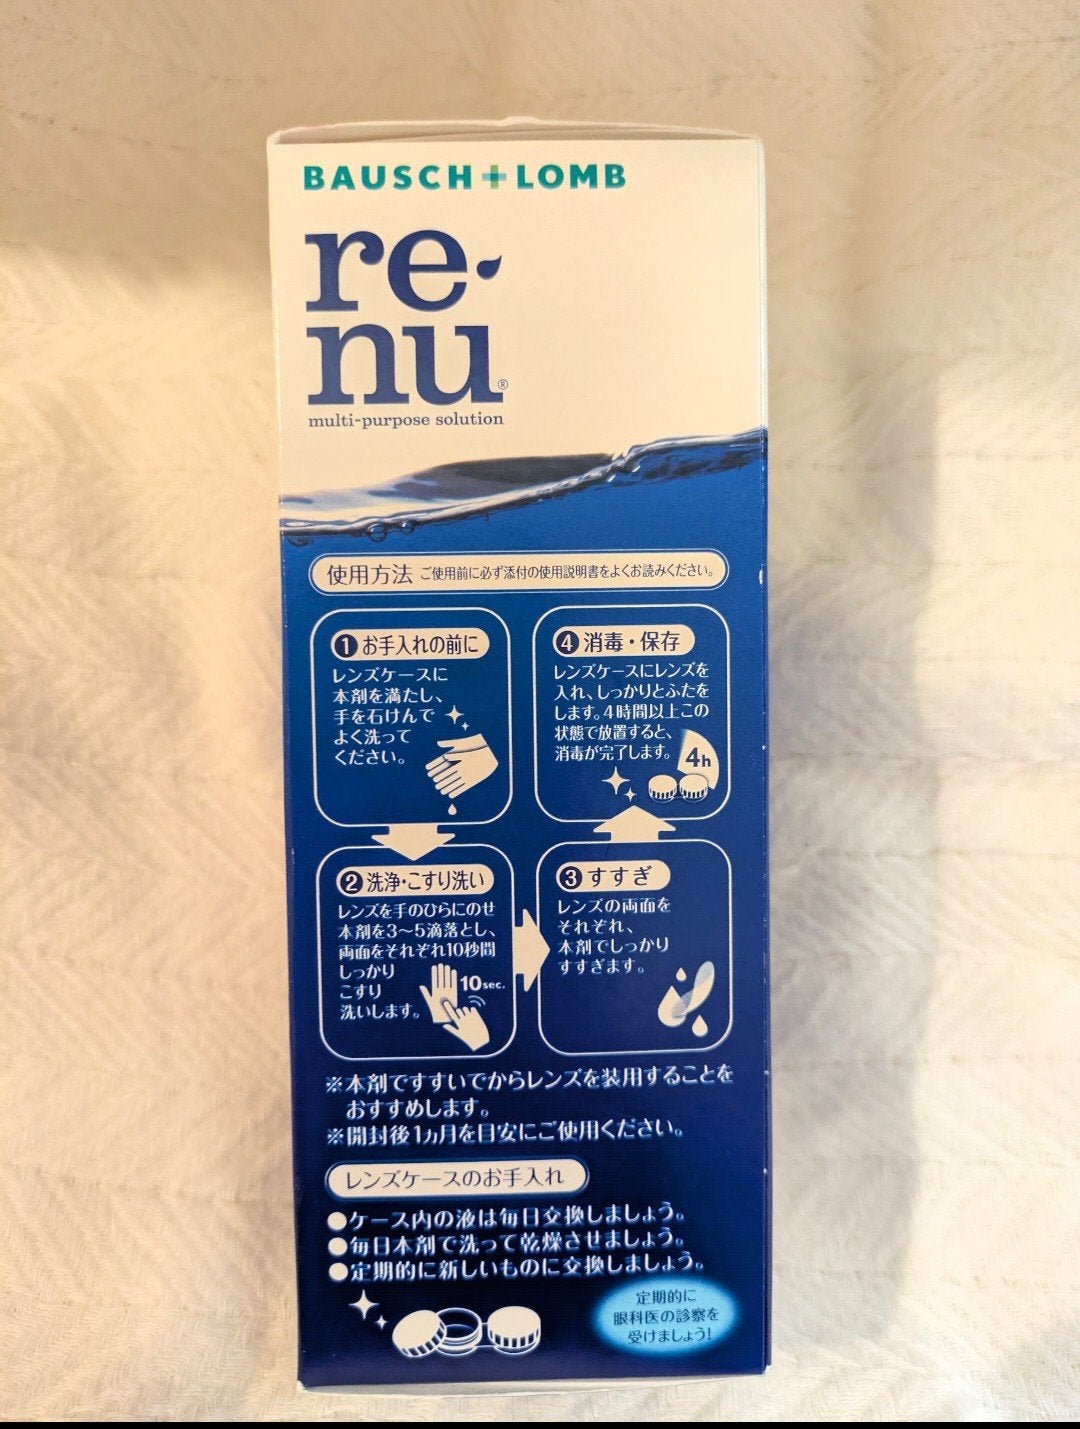 BAUSCH+LOMB
re
nu®
multi-purpose solution
使用方法 ご使用前に必ず添付の使用説明書をよくお読みください。
①お手入れの前に
レンズケースに
本剤を満たし、
手を石けんで
よく洗って
ください。
②洗浄・こすり洗い
レンズを手のひらにのせ
本剤を3〜5滴落とし、
両面をそれぞれ10秒間
しっかり
こすり
洗いします。
10sec.
③すすぎ
レンズの両面を
それぞれ、
本剤でしっかり
すすぎます。
④消毒・保存
レンズケースにレンズを
入れ、しっかりとふたを
します。4時間以上この
状態で放置すると、
消毒が完了します。
4h
※本剤ですすいでからレンズを装用することを
おすすめします。
※開封後1ヵ月を目安にご使用ください。
レンズケースのお手入れ
●ケース内の液は毎日交換しましょう。
●毎日本剤で洗って乾燥させましょう。
●定期的に新しいものに交換しましょう。
定期的に
眼科医の診察を
受けましょう!